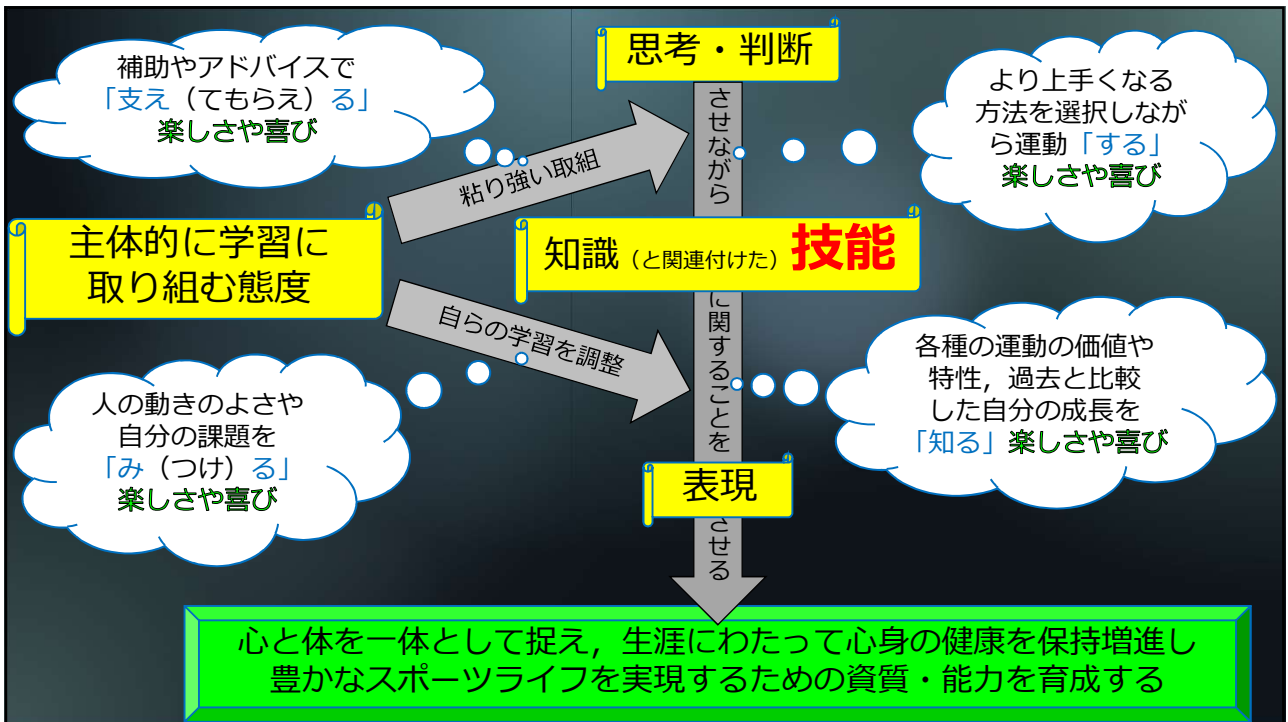 思考・判断
補助やアドバイスで
「支え（てもらえ）る」
楽しさや喜び
より上手くなる
方法を選択しなが
ら運動「する」
楽しさや喜び
させながら
粘り強い取組
主体的に学習に
取り組む態度
知識（と関連付けた）技能
自らの学習を調整
に関することを
各種の運動の価値や
特性，過去と比較
した自分の成長を
「知る」楽しさや喜び
人の動きのよさや
自分の課題を
「み（つけ）る」
楽しさや喜び
表現
させる
心と体を一体として捉え，生涯にわたって心身の健康を保持増進し
豊かなスポーツライフを実現するための資質・能力を育成する